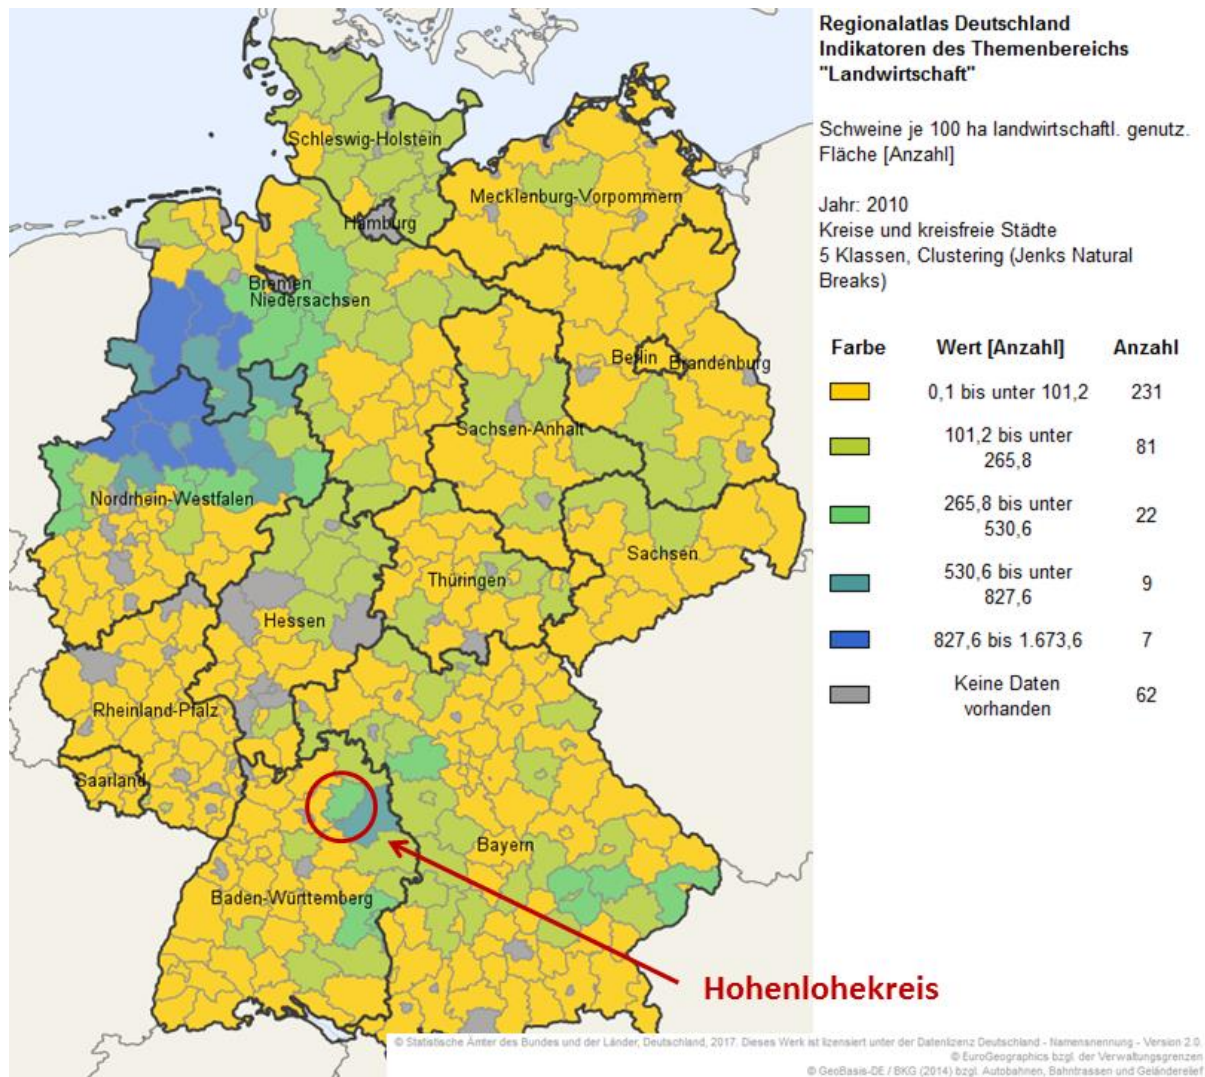 Regionalatlas Deutschland
Indikatoren des Themenbereichs
"Landwirtschaft"
Schweine je 100 ha landwirtschaftl. genutz.
Fläche [Anzahl]
Jahr: 2010
Kreise und kreisfreie Städte
5 Klassen, Clustering (Jenks Natural
Breaks)
Farbe Wert [Anzahl] Anzahl
0,1 bis unter 101,2 231
101,2 bis unter
265,8 81
265,8 bis unter
530,6 22
530,6 bis unter
827,6 9
827,6 bis 1.673,6 7
Keine Daten
vorhanden 62
Schleswig-Holstein
Mecklenburg-Vorpommern
Hamburg
Bremen
Niedersachsen
Berlin
Brandenburg
Sachsen-Anhalt
Nordrhein-Westfalen
Sachsen
Thüringen
Hessen
Rheinland-Pfalz
Saarland
Bayern
Baden-Württemberg
Hohenlohekreis
© Statistische Ämter des Bundes und der Länder, Deutschland, 2017. Dieses Werk ist lizensiert unter der Datenlizenz Deutschland - Namensnennung - Version 2.0.
© EuroGeographics bzgl. der Verwaltungsgrenzen
© GeoBasis-DE / BKG (2014) bzgl. Autobahnen, Bahntrassen und Geländerelief